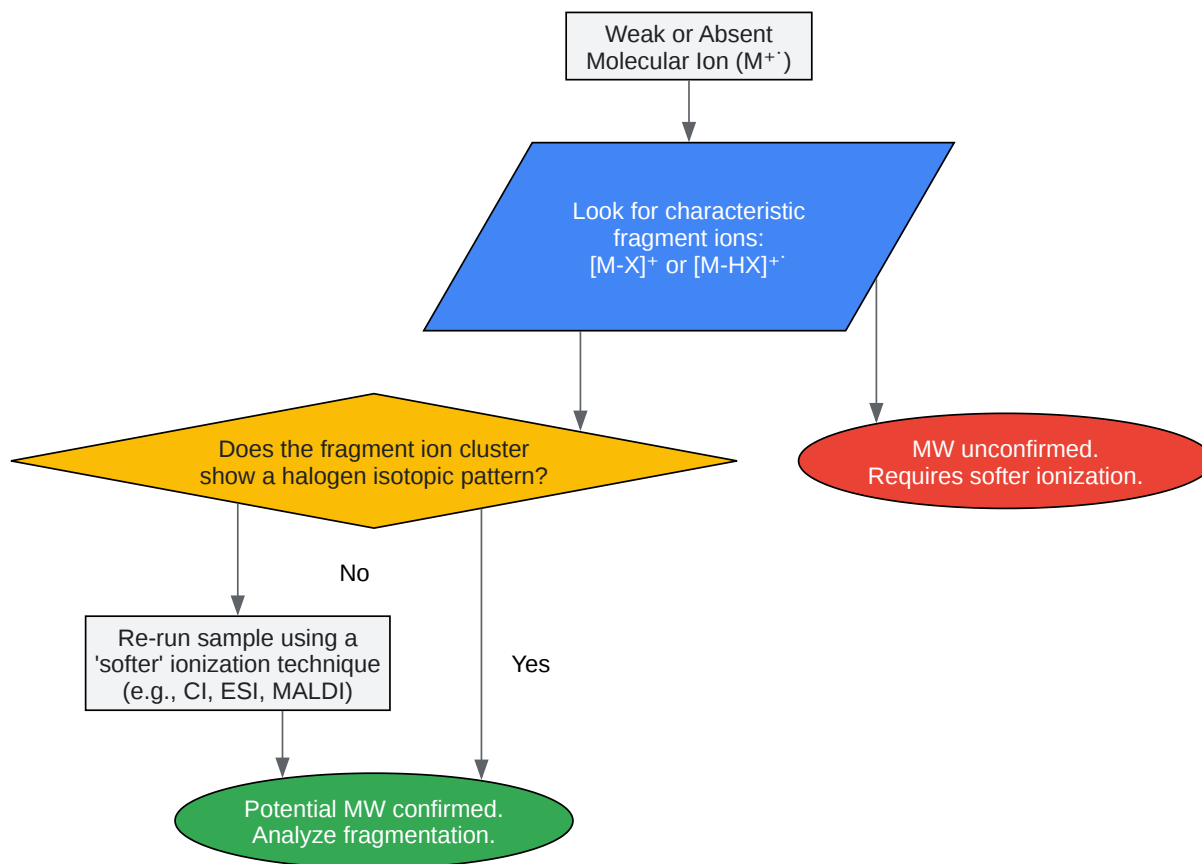 Weak or Absent
Molecular Ion (M⁺˙)
Look for characteristic
fragment ions:
[M-X]⁺ or [M-HX]⁺˙
Does the fragment ion cluster
show a halogen isotopic pattern?
MW unconfirmed.
Requires softer ionization.
No
Re-run sample using a
'softer' ionization technique
(e.g., CI, ESI, MALDI)
Yes
Potential MW confirmed.
Analyze fragmentation.